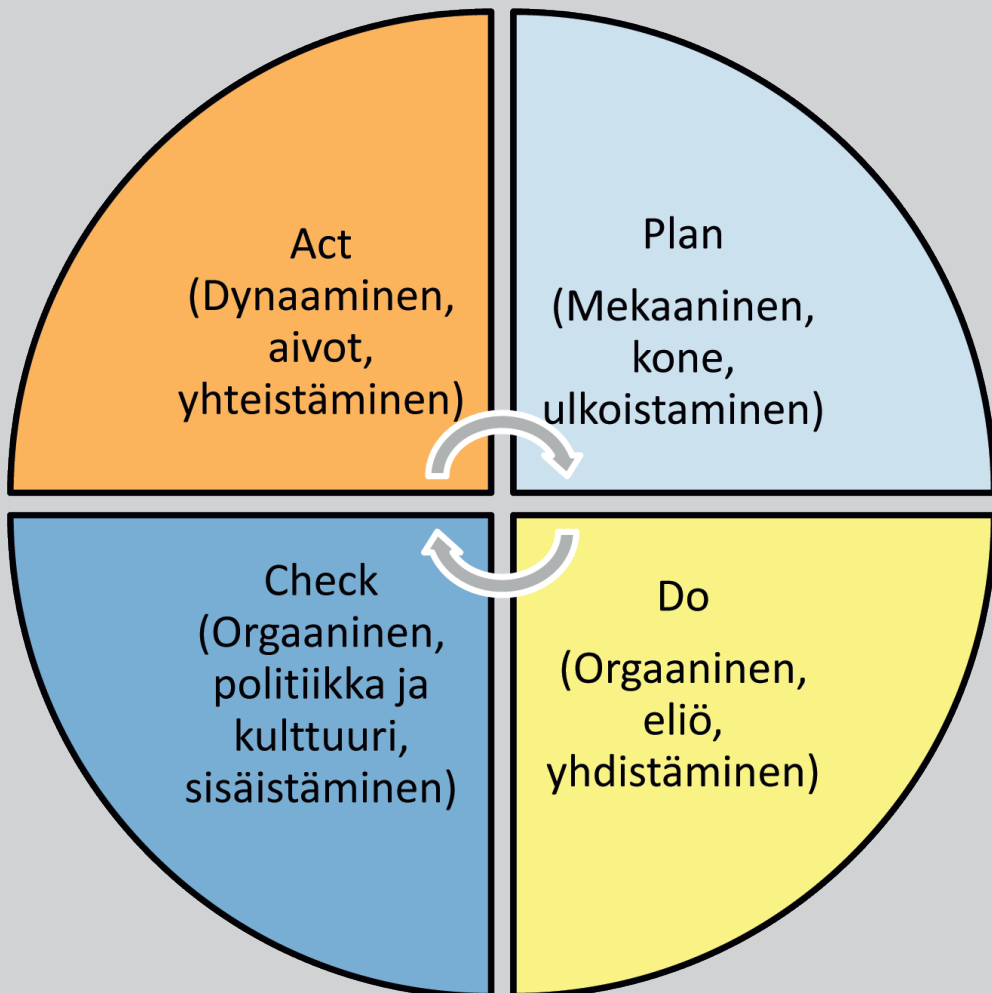 Act
(Dynaaminen,
aivot,
yhteistäminen)
Plan
(Mekaaninen,
kone,
ulkoistaminen)
Check
(Orgaaninen,
politiikka ja
kulttuuri,
sisäistäminen)
Do
(Orgaaninen,
eliö,
yhdistäminen)